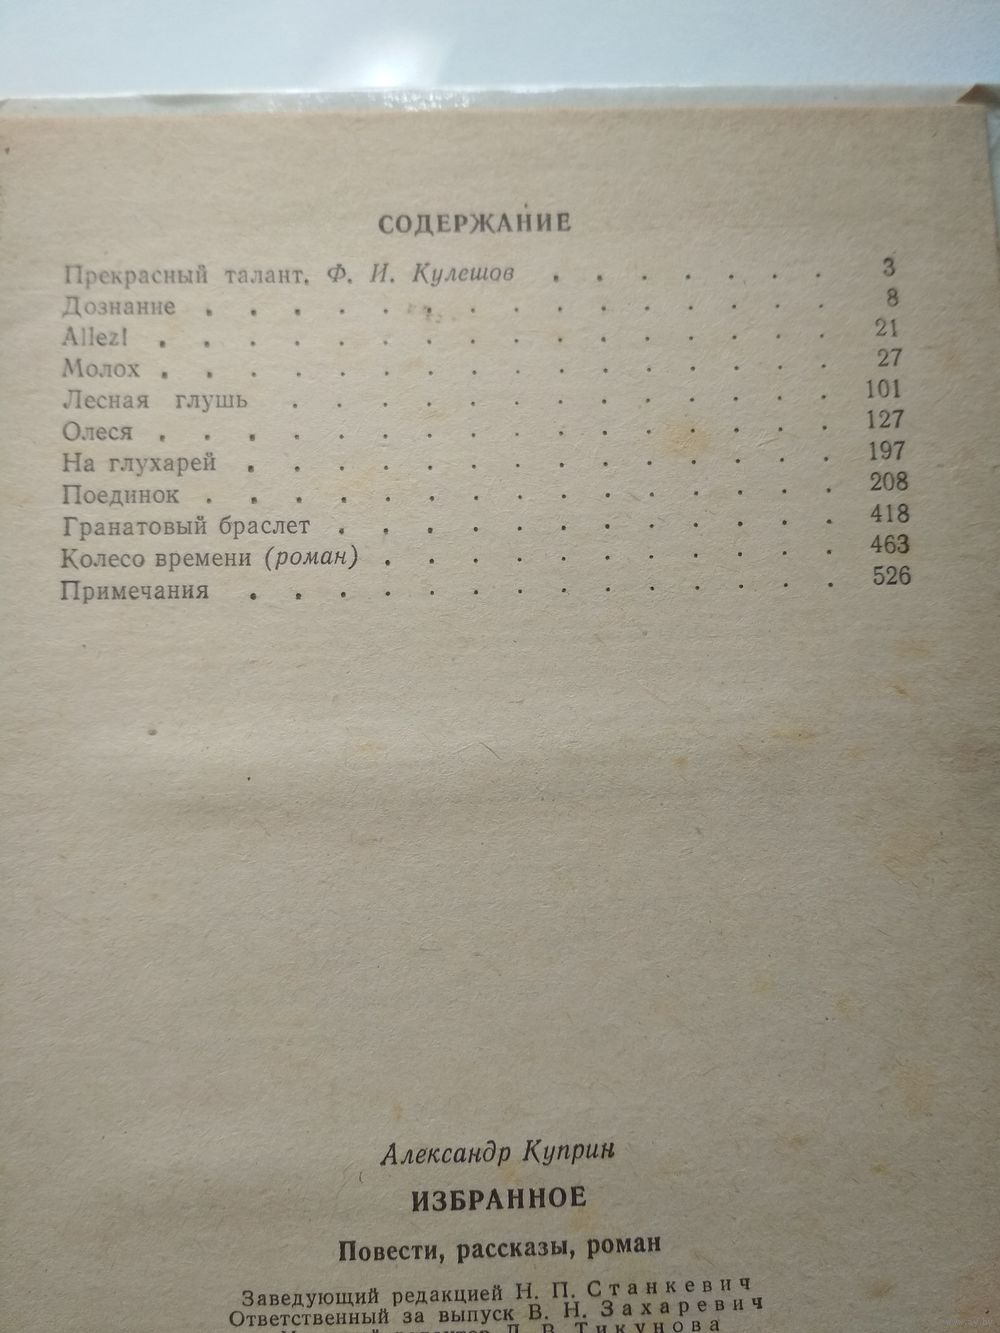 СОДЕРЖАНИЕ
Прекрасный талант. Ф. И. Кулешов . . . . . . . 3
Дознание . . . . . . . . . . . . . . . 8
Allez! . . . . . . . . . . . . . . . . 21
Молох . . . . . . . . . . . . . . . . 27
Лесная глушь . . . . . . . . . . . . . 101
Олеся . . . . . . . . . . . . . . . . 127
На глухарей . . . . . . . . . . . . . . 197
Поединок . . . . . . . . . . . . . . . 208
Гранатовый браслет . . . . . . . . . . . . 418
Колесо времени (роман) . . . . . . . . . . . 463
Примечания . . . . . . . . . . . . . . 526
Александр Куприн
ИЗБРАННОЕ
Повести, рассказы, роман
Заведующий редакцией Н. П. Станкевич
Ответственный за выпуск В. Н. Захаревич
В. Тикунова